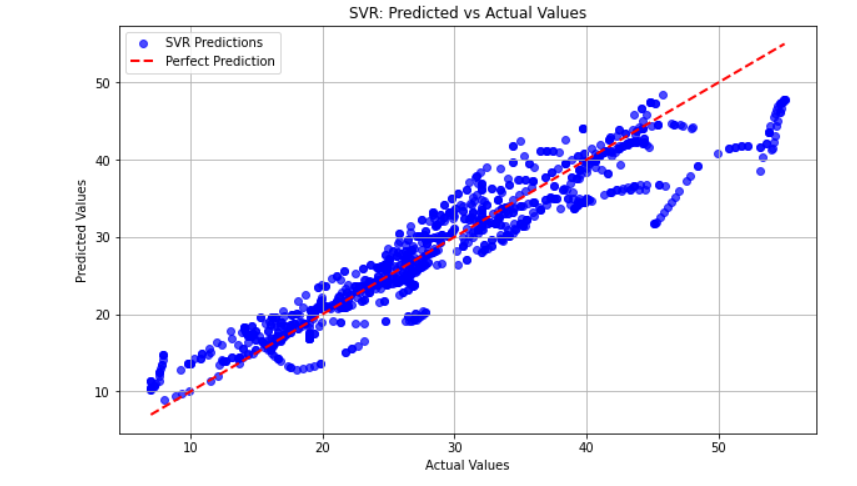 SVR: Predicted vs Actual Values
SVR Predictions
Perfect Prediction
50
40
30
20
10
Predicted Values
10 20 30 40 50
Actual Values